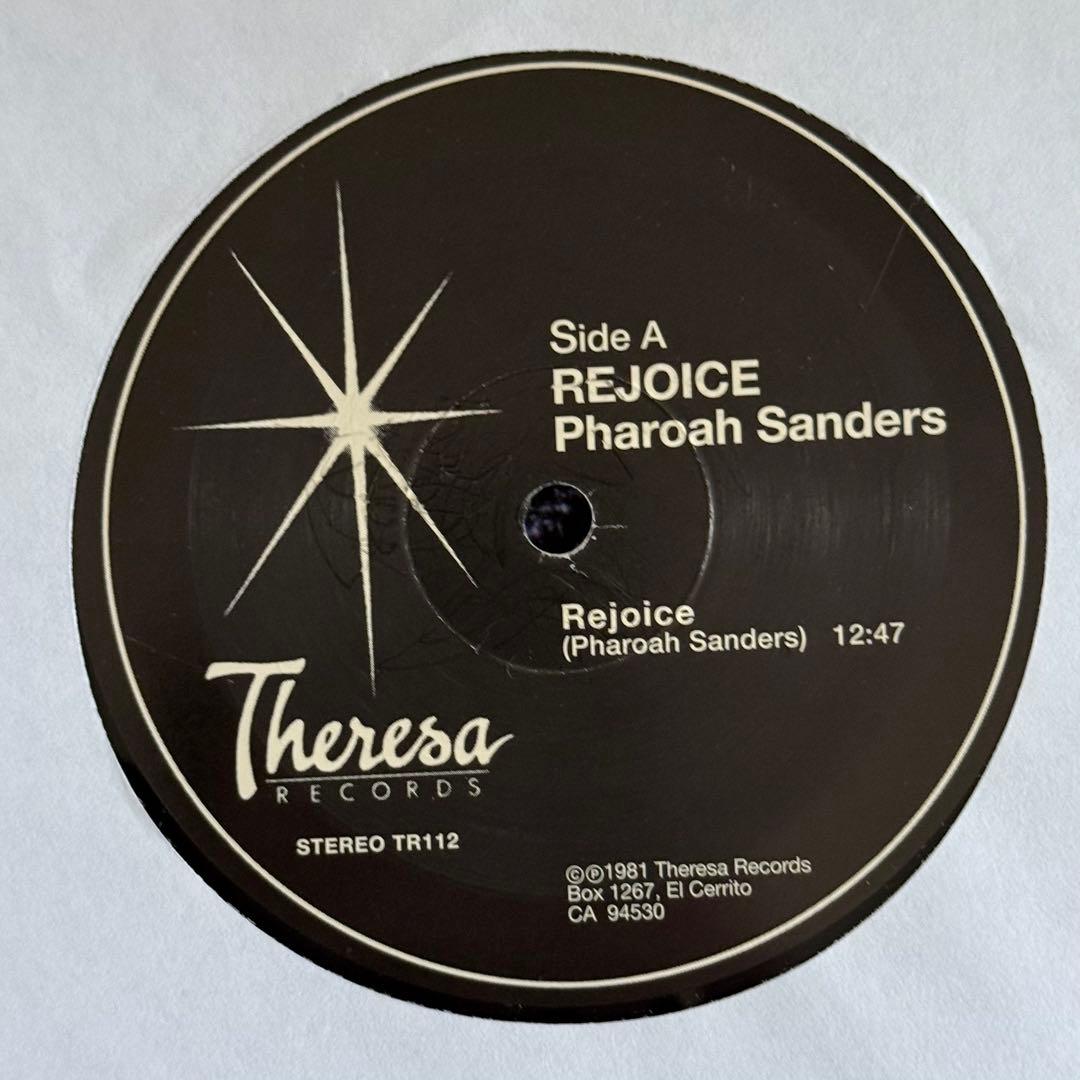 Side A
REJOICE
Pharoah Sanders
Rejoice
(Pharoah Sanders) 12:47
Theresa
RECORDS
STEREO TR112
©℗1981 Theresa Records
Box 1267, El Cerrito
CA 94530